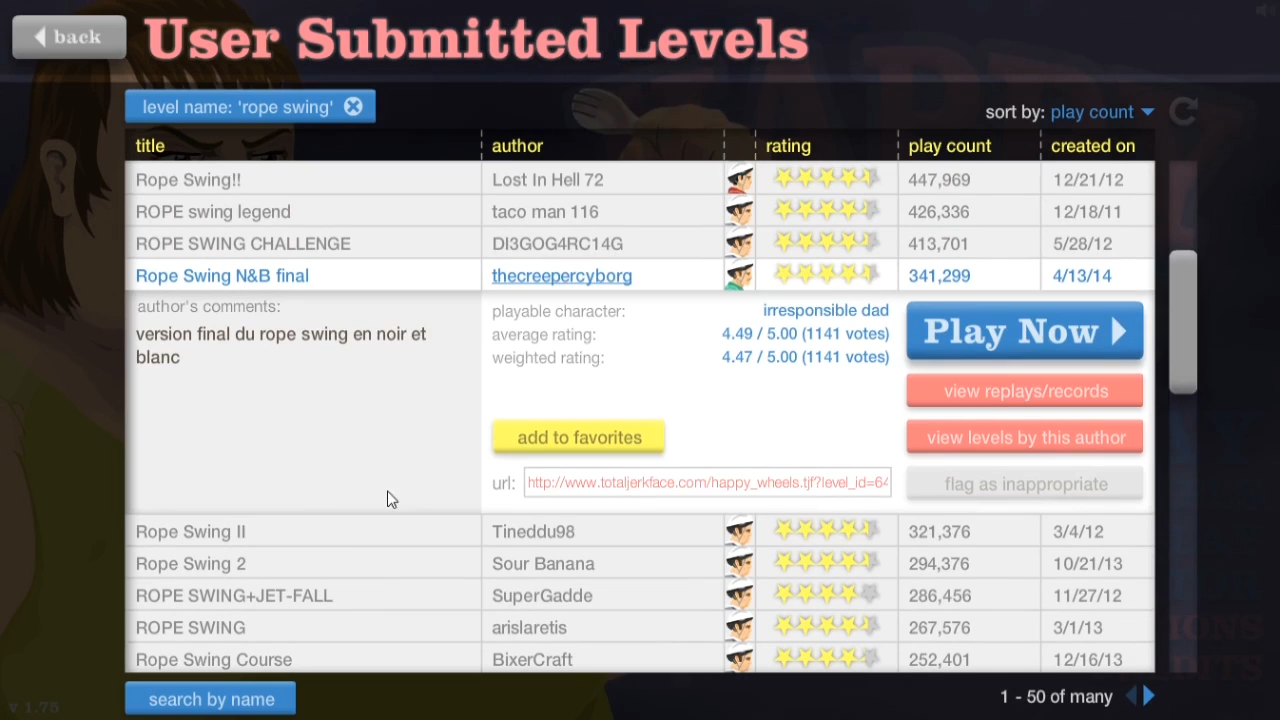 back
User Submitted Levels
level name: 'rope swing'
sort by: play count
title author rating play count created on
Rope Swing!! Lost In Hell 72 447,969 12/21/12
ROPE swing legend taco man 116 426,336 12/18/11
ROPE SWING CHALLENGE DI3GOG4RC14G 413,701 5/28/12
Rope Swing N&B final thecreepercyborg 341,299 4/13/14
author's comments:
version final du rope swing en noir et
blanc
playable character: irresponsible dad
average rating: 4.49 / 5.00 (1141 votes)
weighted rating: 4.47 / 5.00 (1141 votes)
Play Now
view replays/records
add to favorites
view levels by this author
url: http://www.totaljerkface.com/happy_wheels.tjf?level_id=64
flag as inappropriate
Rope Swing II Tineddu98 321,376 3/4/12
Rope Swing 2 Sour Banana 294,376 10/21/13
ROPE SWING+JET-FALL SuperGadde 286,456 11/27/12
ROPE SWING arislaretis 267,576 3/1/13
Rope Swing Course BixerCraft 252,401 12/16/13
search by name
1 - 50 of many
v 1.75